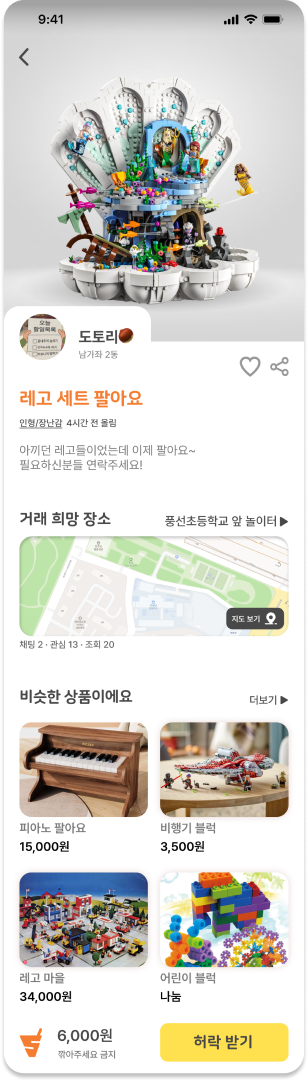 9:41
오늘
할일목록
도토리
남가좌 2동
레고 세트 팔아요
인형/장난감 4시간 전 올림
아끼던 레고들이었는데 이제 팔아요~
필요하신분들 연락주세요!
거래 희망 장소
풍선초등학교 앞 놀이터 ▶
지도 보기
채팅 2 · 관심 13 · 조회 20
비슷한 상품이에요
더보기 ▶
피아노 팔아요
15,000원
비행기 블럭
3,500원
레고 마을
34,000원
어린이 블럭
나눔
6,000원
깎아주세요 금지
허락 받기